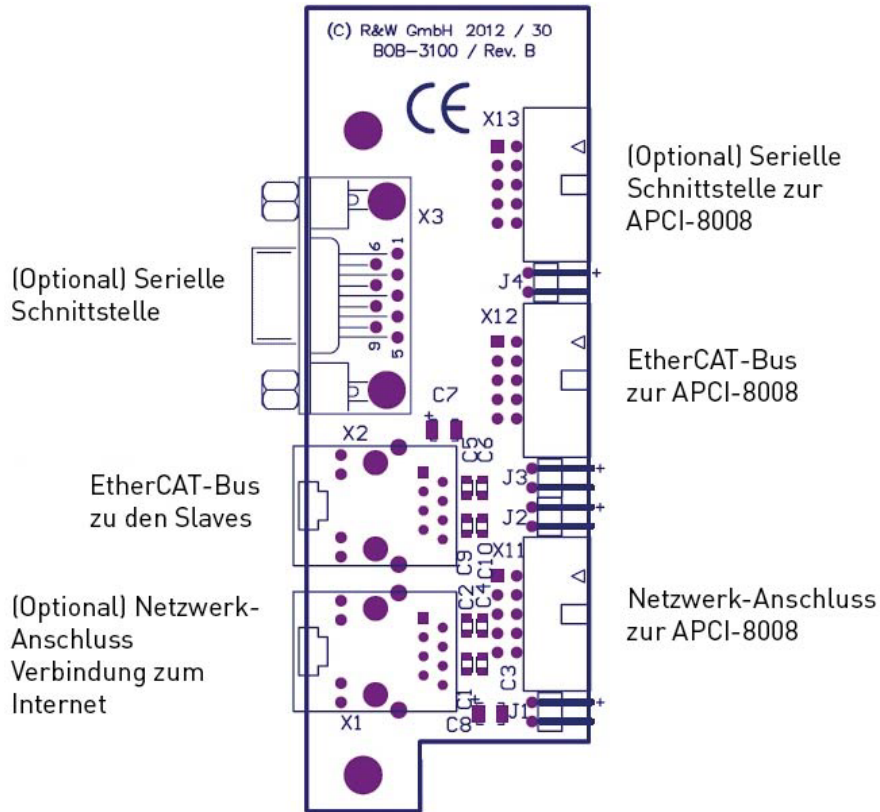 (C) R&W GmbH 2012 / 30
BOB-3100 / Rev. B
CE
X13
(Optional) Serielle
Schnittstelle zur
APCI-8008
X3
6
1
9
5
(Optional) Serielle
Schnittstelle
J4
+
X12
EtherCAT-Bus
zur APCI-8008
C7
+
X2
C5
C6
J3
+
J2
+
EtherCAT-Bus
zu den Slaves
C9
C10
X11
(Optional) Netzwerk-
Anschluss
Verbindung zum
Internet
C2
C4
Netzwerk-Anschluss
zur APCI-8008
C1
C3
+
X1
C8
J1
+